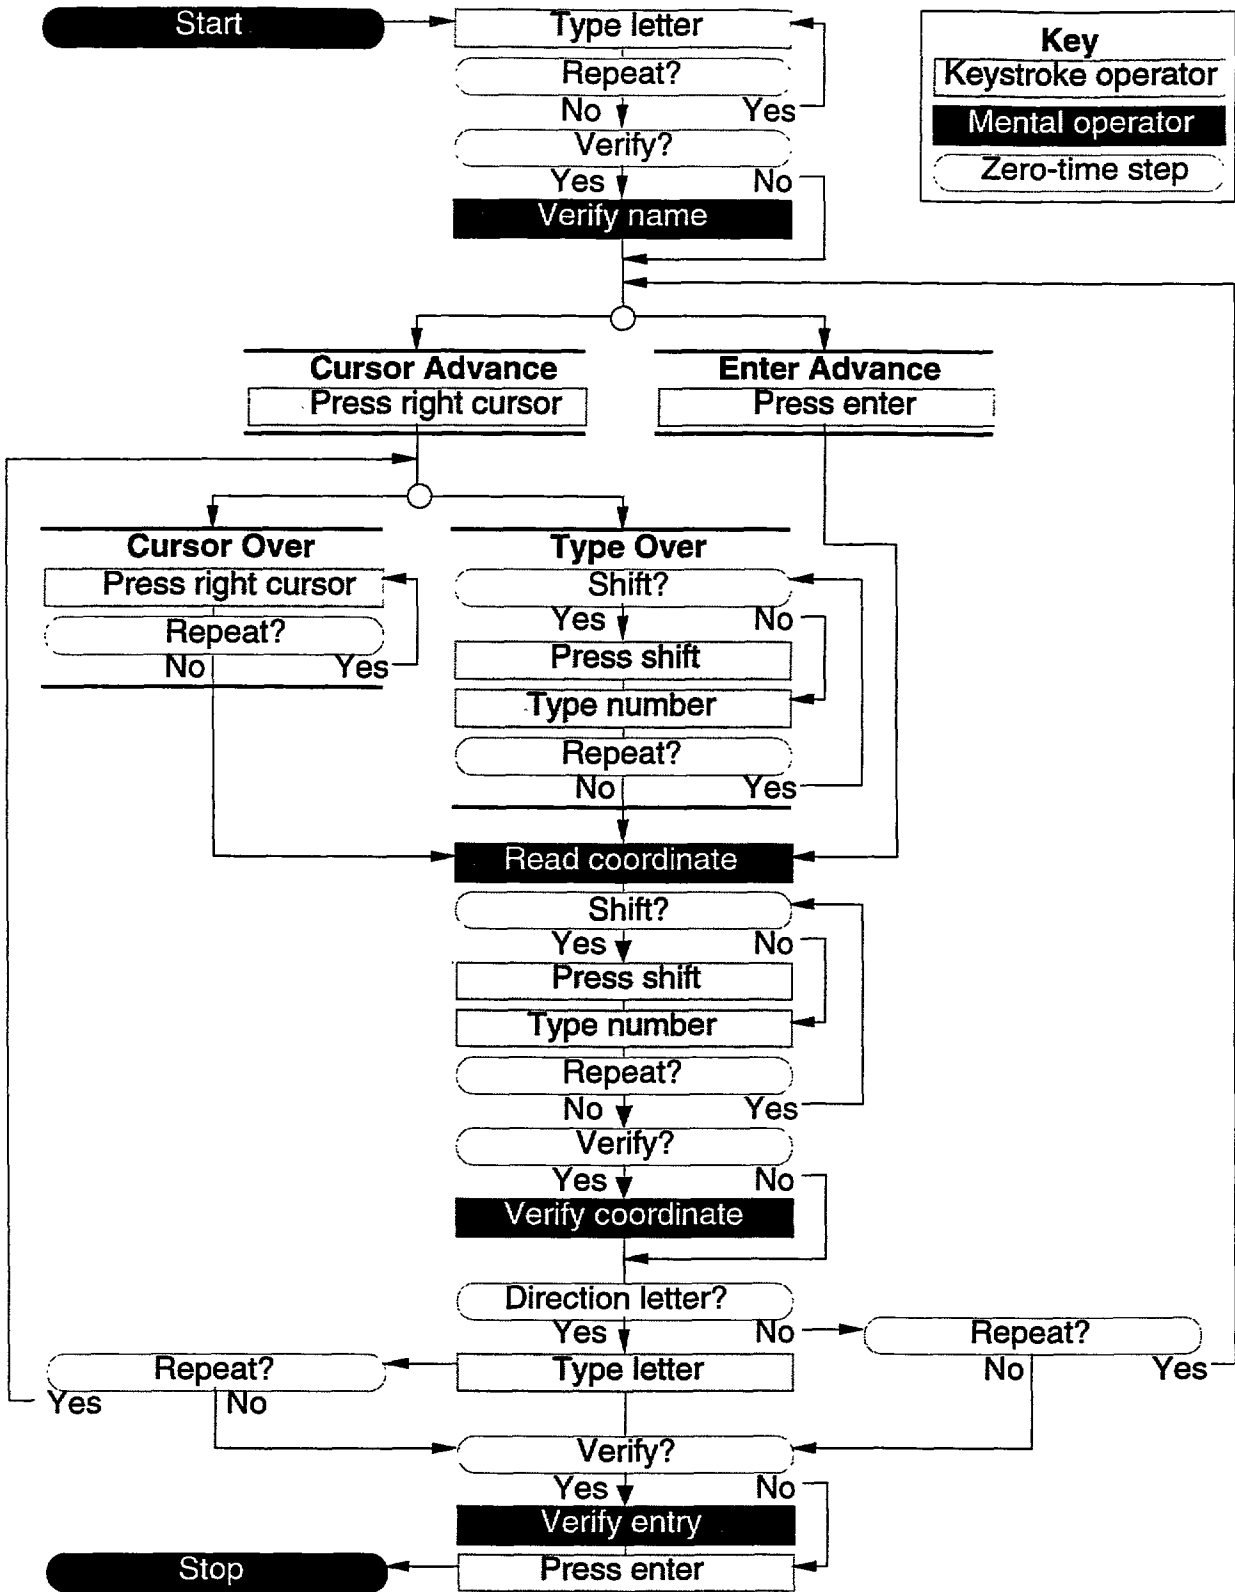 Start
Type letter
Repeat?
No Yes
Verify?
Yes No
Verify name
Key
Keystroke operator
Mental operator
Zero-time step
Cursor Advance
Press right cursor
Enter Advance
Press enter
Cursor Over
Press right cursor
Repeat?
No Yes
Type Over
Shift?
Yes No
Press shift
Type number
Repeat?
No Yes
Read coordinate
Shift?
Yes No
Press shift
Type number
Repeat?
No Yes
Verify?
Yes No
Verify coordinate
Direction letter?
Yes No
Repeat?
No Yes
Type letter
Repeat?
Yes No
Verify?
Yes No
Verify entry
Press enter
Stop